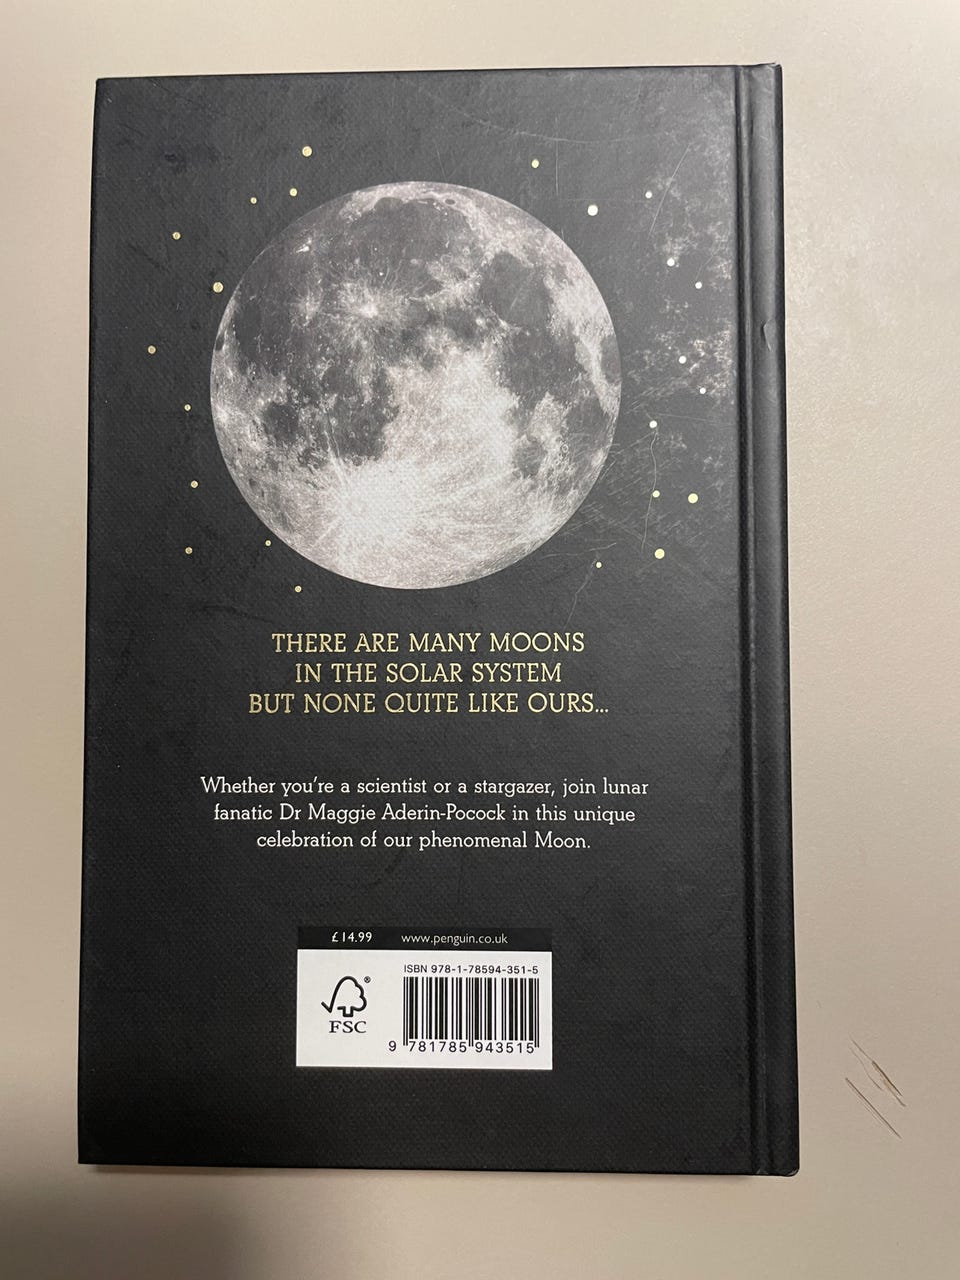 THERE ARE MANY MOONS
IN THE SOLAR SYSTEM
BUT NONE QUITE LIKE OURS...
Whether you're a scientist or a stargazer, join lunar
fanatic Dr Maggie Aderin-Pocock in this unique
celebration of our phenomenal Moon.
£14.99 www.penguin.co.uk
ISBN 978-1-78594-351-5
FSC®
9 781785 943515